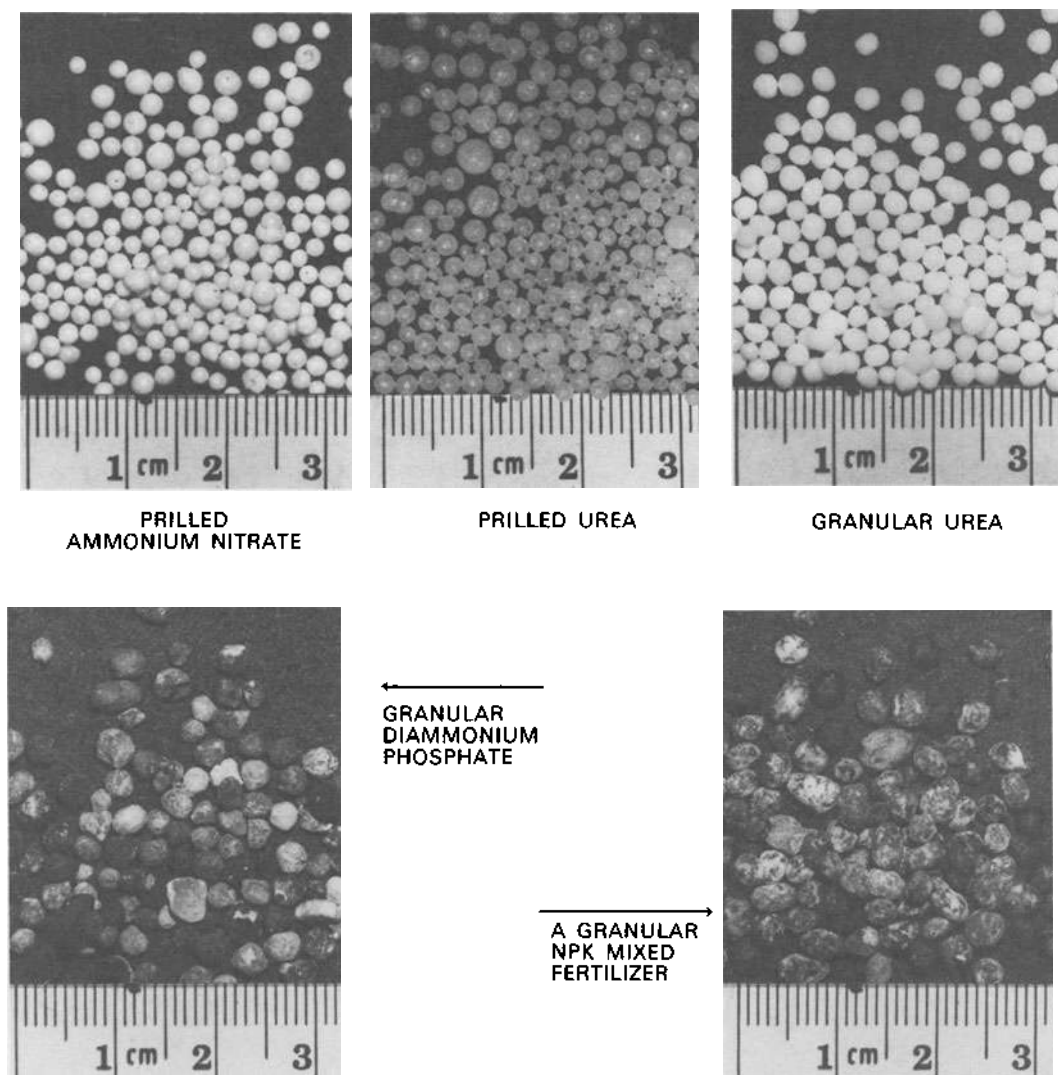 1 cm 2 3
1 cm 2 3
1 cm 2 3
PRILLED
AMMONIUM NITRATE
PRILLED UREA
GRANULAR UREA
GRANULAR
DIAMMONIUM
PHOSPHATE
A GRANULAR
NPK MIXED
FERTILIZER
1 cm 2 3
1 cm 2 3